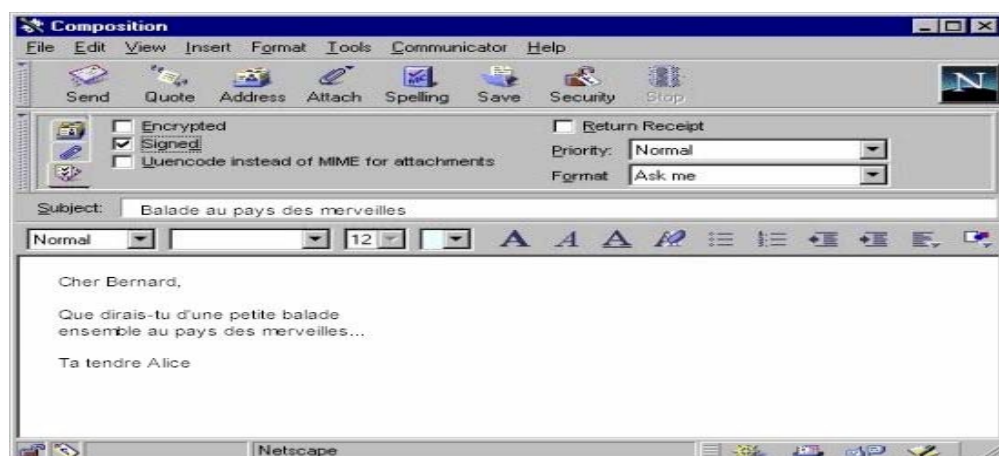 Composition
File Edit View Insert Format Tools Communicator Help
Send Quote Address Attach Spelling Save Security Stop
N
Encrypted Return Receipt
Signed Priority: Normal
Uuencode instead of MIME for attachments
Format Ask me
Subject: Balade au pays des merveilles
Normal 12 A A A
Cher Bernard,
Que dirais-tu d'une petite balade
ensemble au pays des merveilles...
Ta tendre Alice
Netscape